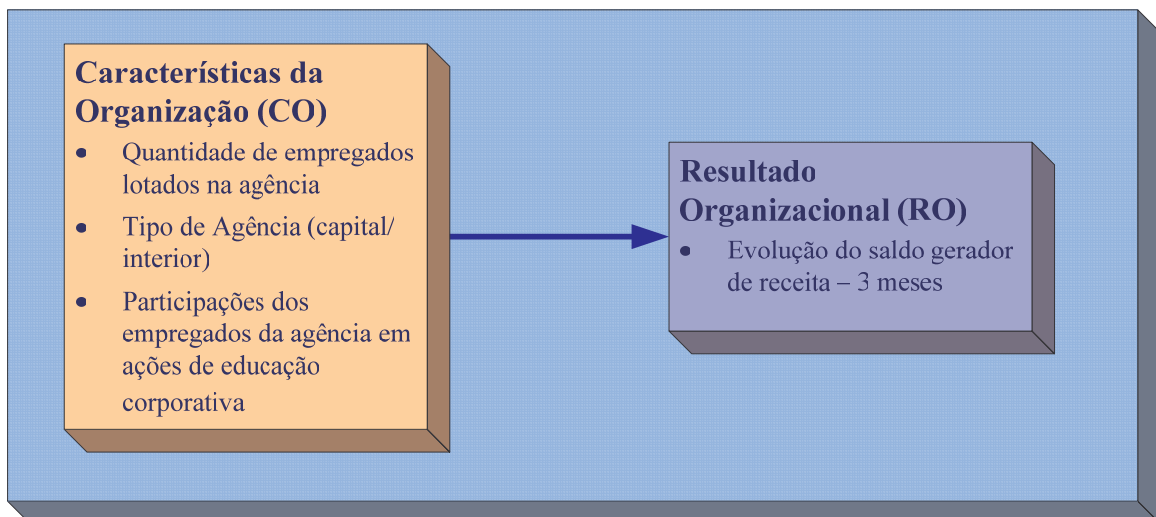 Características da
Organização (CO)
• Quantidade de empregados
lotados na agência
• Tipo de Agência (capital/
interior)
• Participações dos
empregados da agência em
ações de educação
corporativa
Resultado
Organizacional (RO)
• Evolução do saldo gerador
de receita – 3 meses